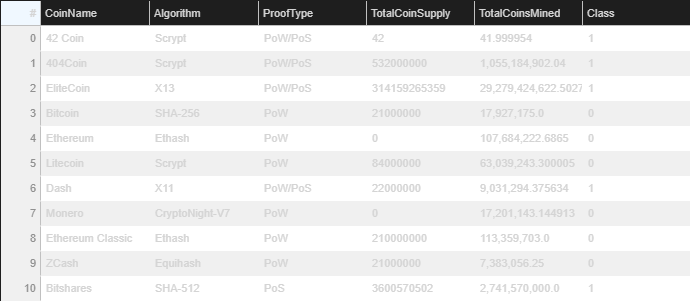 # CoinName Algorithm ProofType TotalCoinSupply TotalCoinsMined Class
0 42 Coin Scrypt PoW/PoS 42 41.999954 1
1 404Coin Scrypt PoW/PoS 532000000 1,055,184,902.04 1
2 EliteCoin X13 PoW/PoS 314159265359 29,279,424,622.5027 1
3 Bitcoin SHA-256 PoW 21000000 17,927,175.0 0
4 Ethereum Ethash PoW 0 107,684,222.6865 0
5 Litecoin Scrypt PoW 84000000 63,039,243.300005 0
6 Dash X11 PoW/PoS 22000000 9,031,294.375634 1
7 Monero CryptoNight-V7 PoW 0 17,201,143.144913 0
8 Ethereum Classic Ethash PoW 210000000 113,359,703.0 0
9 ZCash Equihash PoW 21000000 7,383,056.25 0
10 Bitshares SHA-512 PoS 3600570502 2,741,570,000.0 1